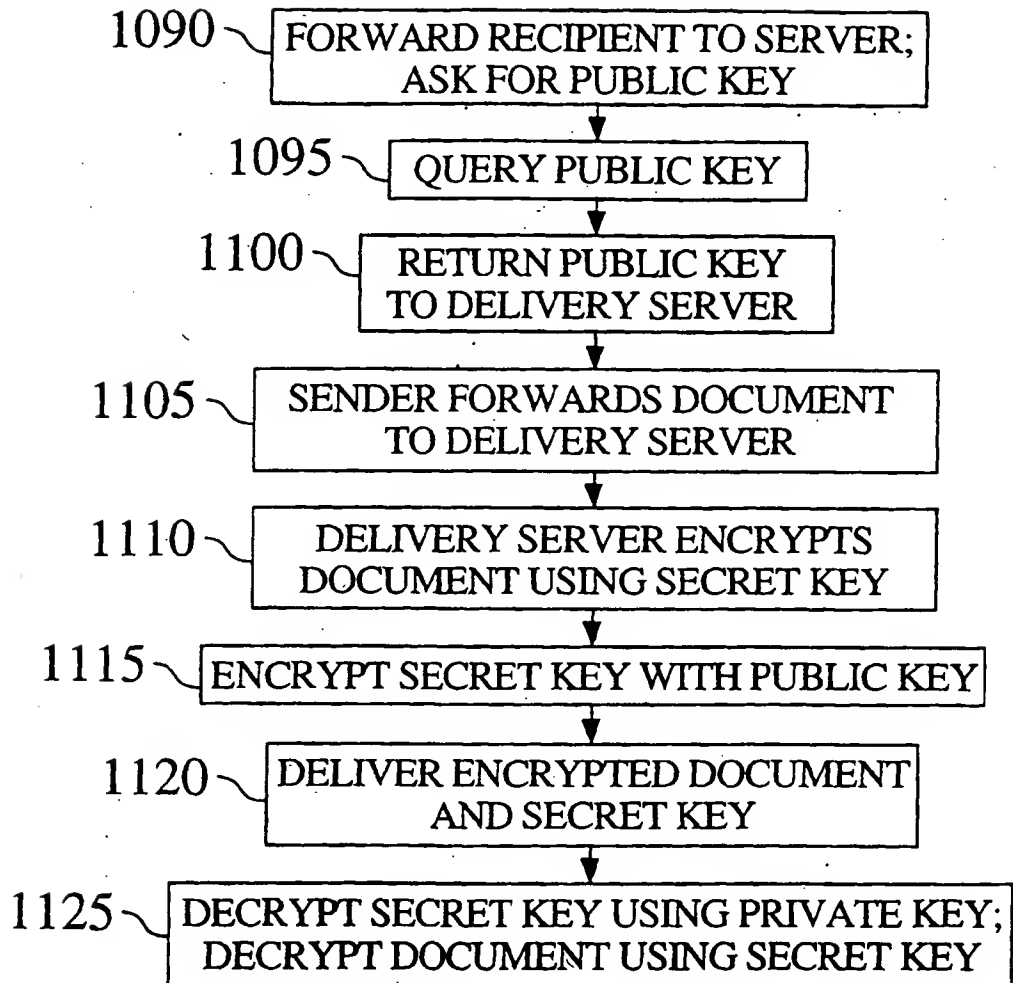 1090 FORWARD RECIPIENT TO SERVER;
ASK FOR PUBLIC KEY
1095 QUERY PUBLIC KEY
1100 RETURN PUBLIC KEY
TO DELIVERY SERVER
1105 SENDER FORWARDS DOCUMENT
TO DELIVERY SERVER
1110 DELIVERY SERVER ENCRYPTS
DOCUMENT USING SECRET KEY
1115 ENCRYPT SECRET KEY WITH PUBLIC KEY
1120 DELIVER ENCRYPTED DOCUMENT
AND SECRET KEY
1125 DECRYPT SECRET KEY USING PRIVATE KEY;
DECRYPT DOCUMENT USING SECRET KEY